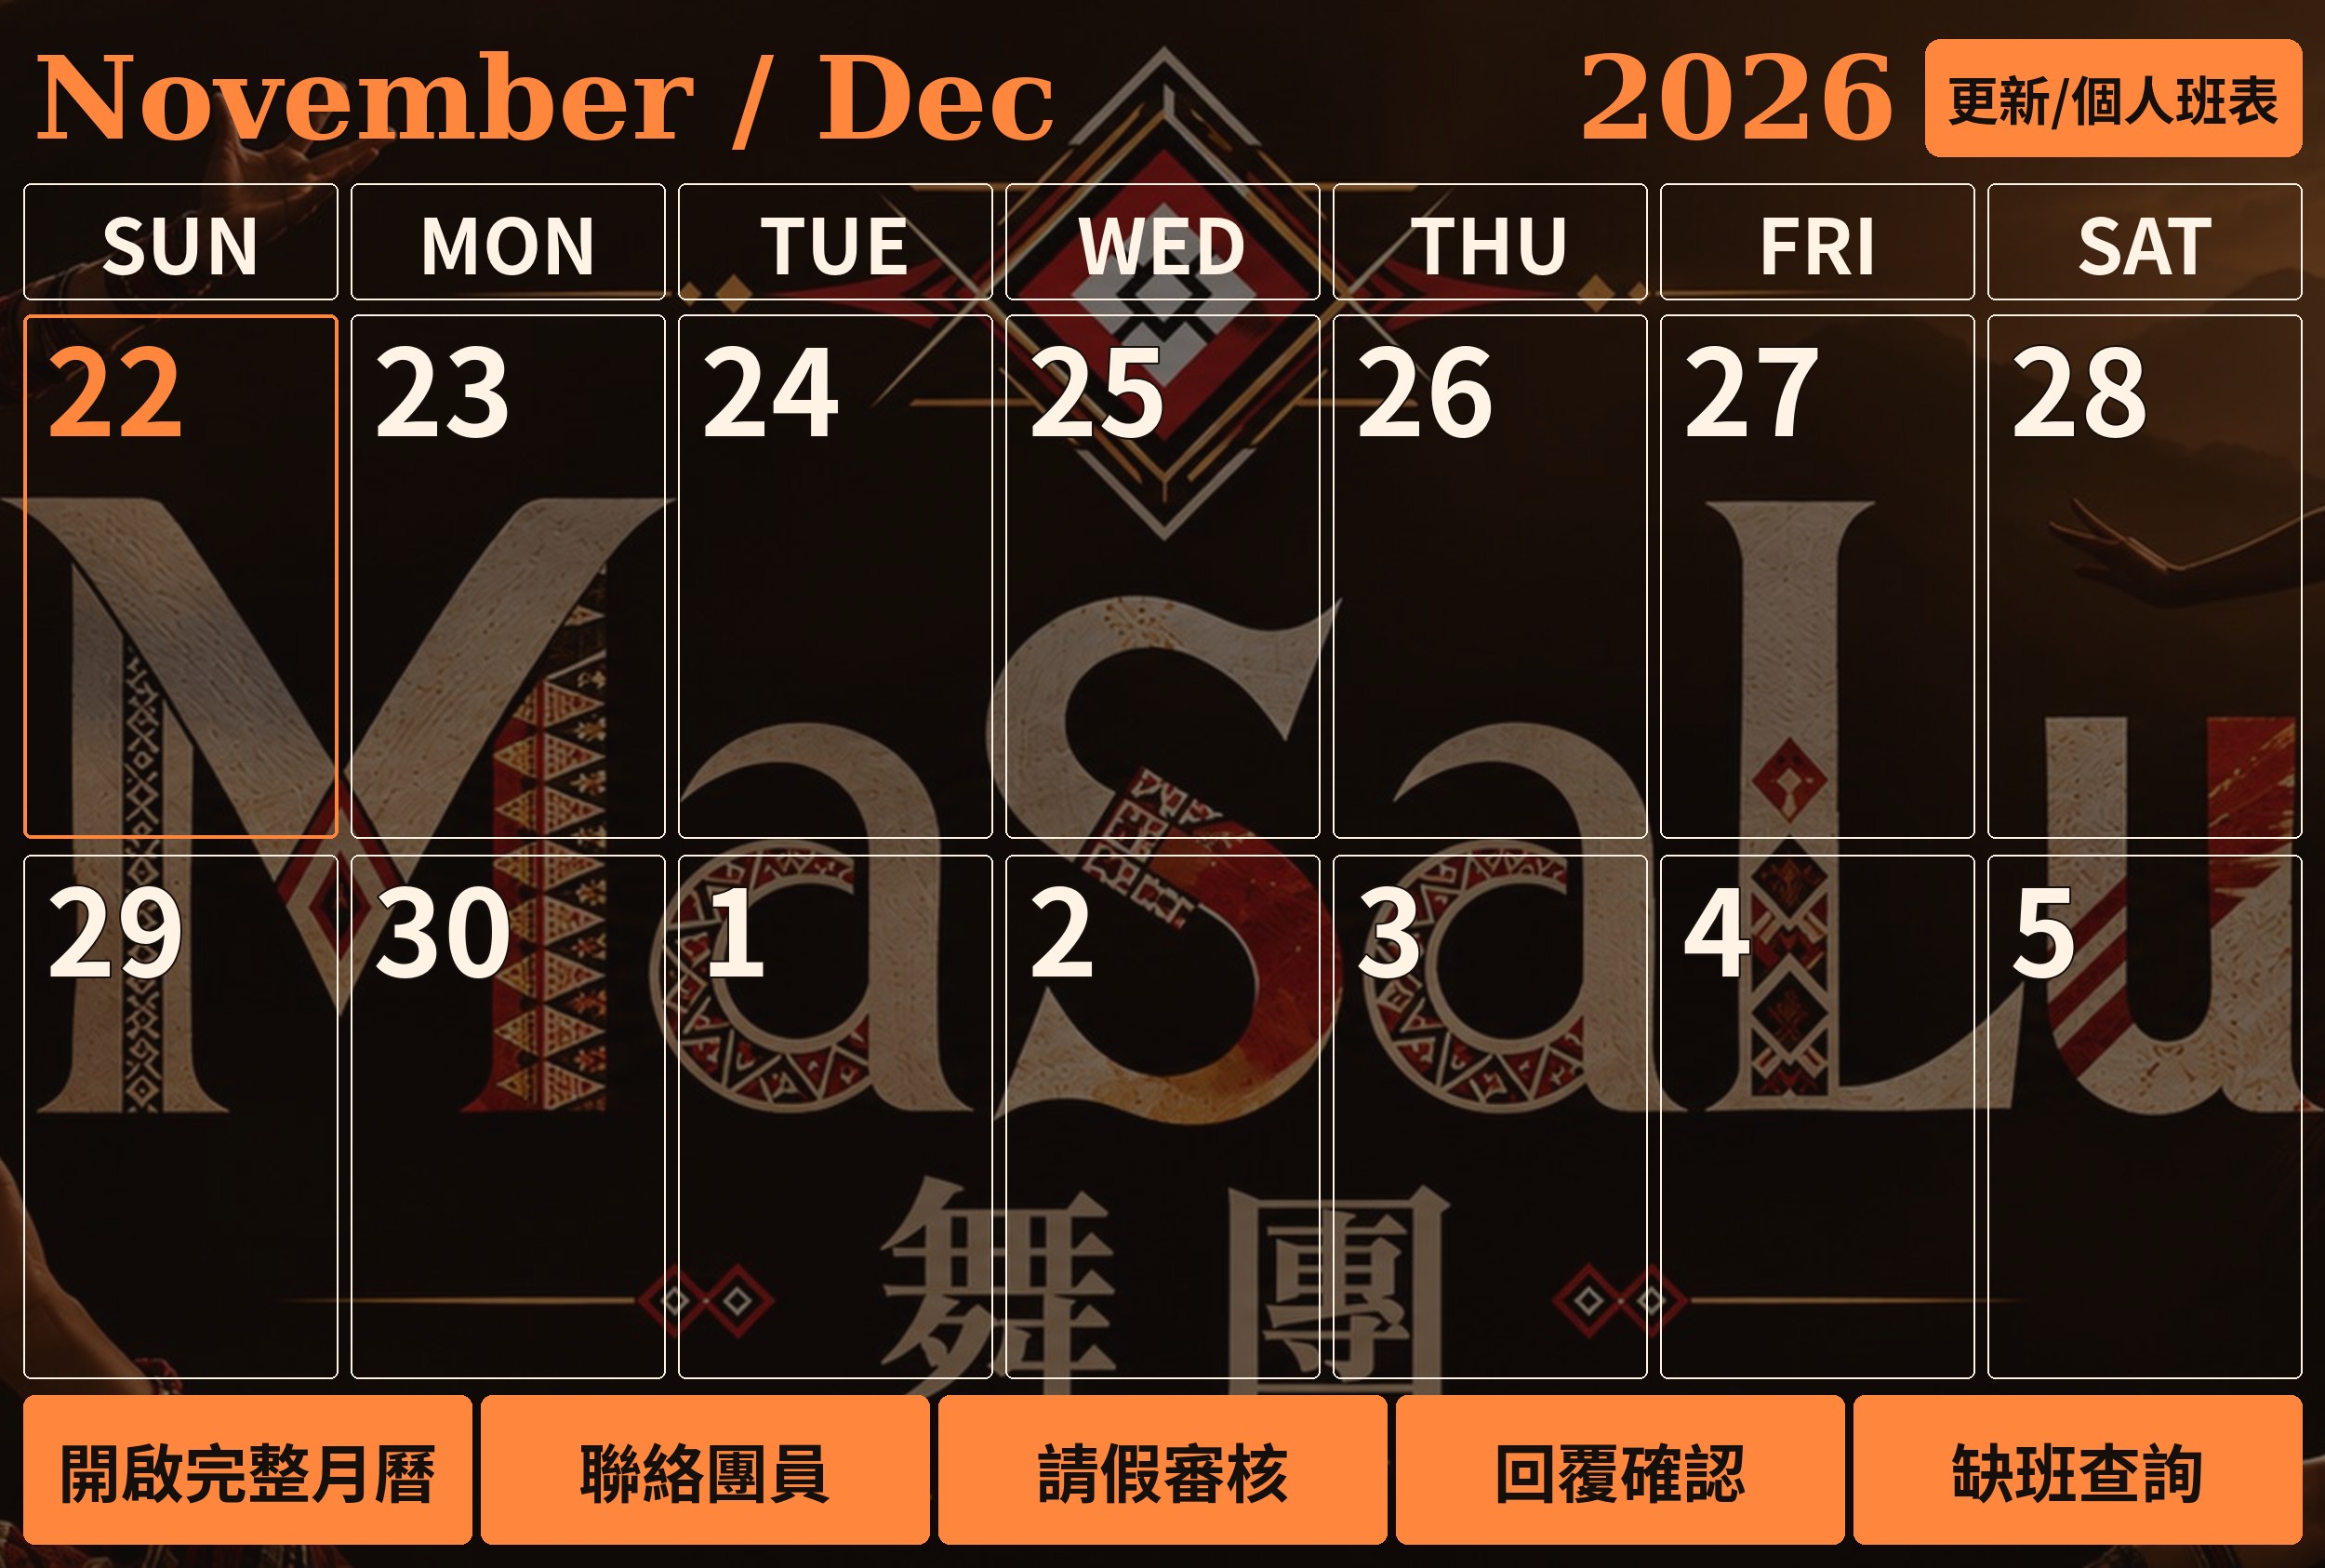 November / Dec 2026 更新/個人班表
SUN MON TUE WED THU FRI SAT
22 23 24 25 26 27 28
MaSaLu
29 30 1 2 3 4 5
舞團
開啟完整月曆 聯絡團員 請假審核 回覆確認 缺班查詢